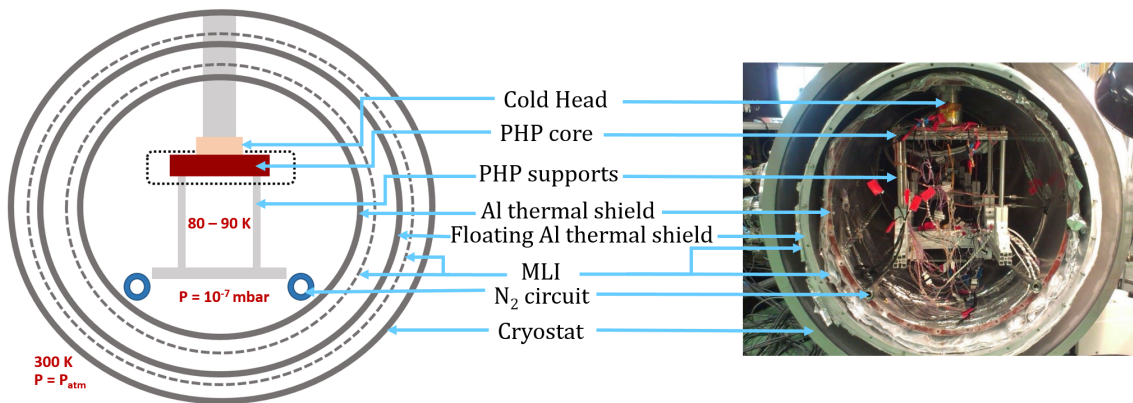 Cold Head
PHP core
PHP supports
80 – 90 K
Al thermal shield
Floating Al thermal shield
MLI
P = 10⁻⁷ mbar
N₂ circuit
Cryostat
300 K
P = Pₐₜₘ